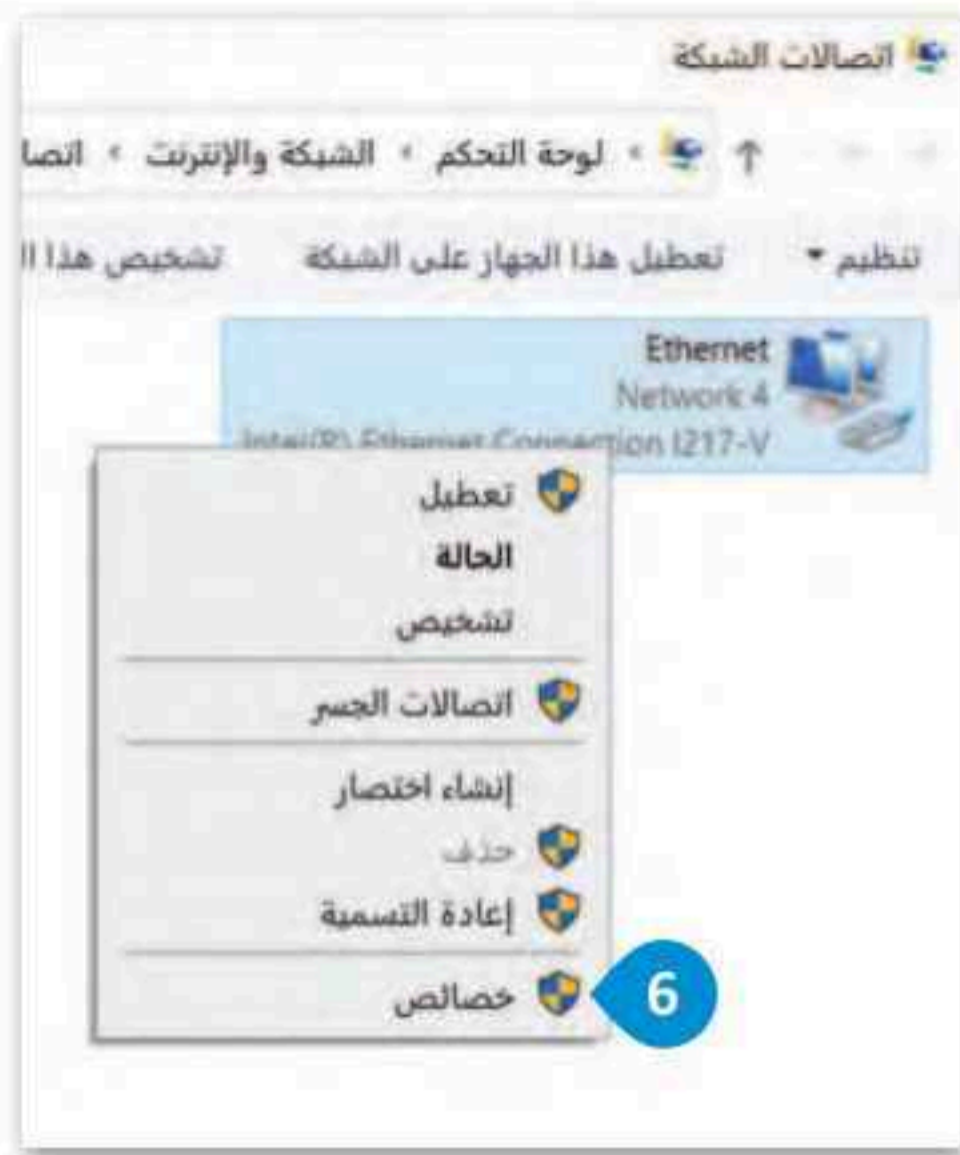 اتصالات الشبكة
لوحة التحكم › الشبكة والإنترنت › اتصا
تنظيم تعطيل هذا الجهاز على الشبكة تشخيص هذا ا
Ethernet
Network 4
Intel(R) Ethernet Connection I217-V
تعطيل
الحالة
تشخيص
اتصالات الجسر
إنشاء اختصار
حذف
إعادة التسمية
خصائص
6